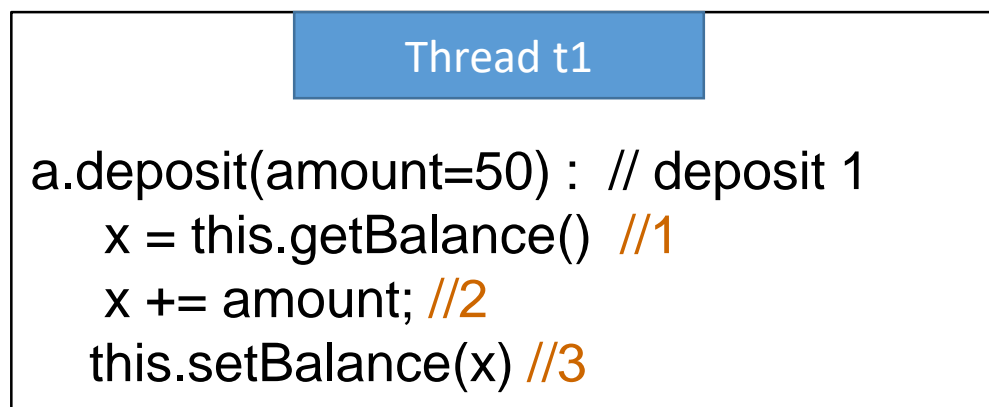 Thread t1
a.deposit(amount=50) : // deposit 1
x = this.getBalance() //1
x += amount; //2
this.setBalance(x) //3